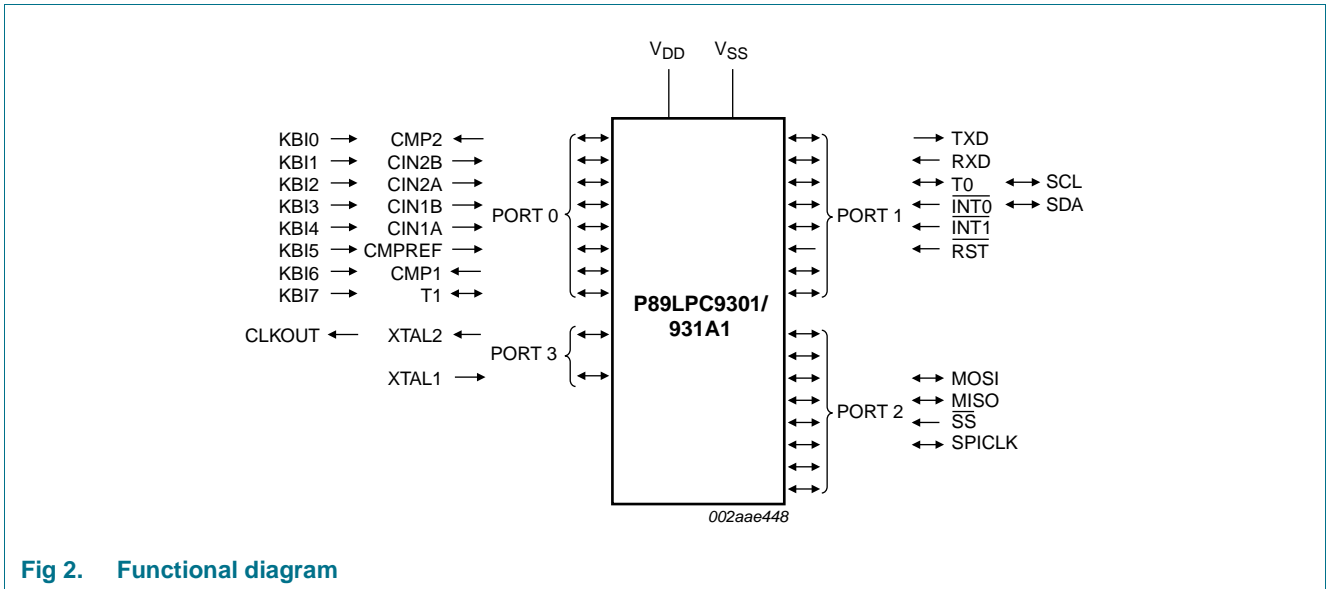 VDD VSS
KBI0 CMP2 TXD
KBI1 CIN2B RXD
KBI2 CIN2A T0 SCL
KBI3 CIN1B PORT 0 PORT 1 INT0 SDA
KBI4 CIN1A INT1
KBI5 CMPREF RST
KBI6 CMP1
KBI7 T1
P89LPC9301/
931A1
CLKOUT XTAL2
PORT 3
XTAL1 MOSI
MISO
PORT 2 SS
SPICLK
002aae448
Fig 2. Functional diagram